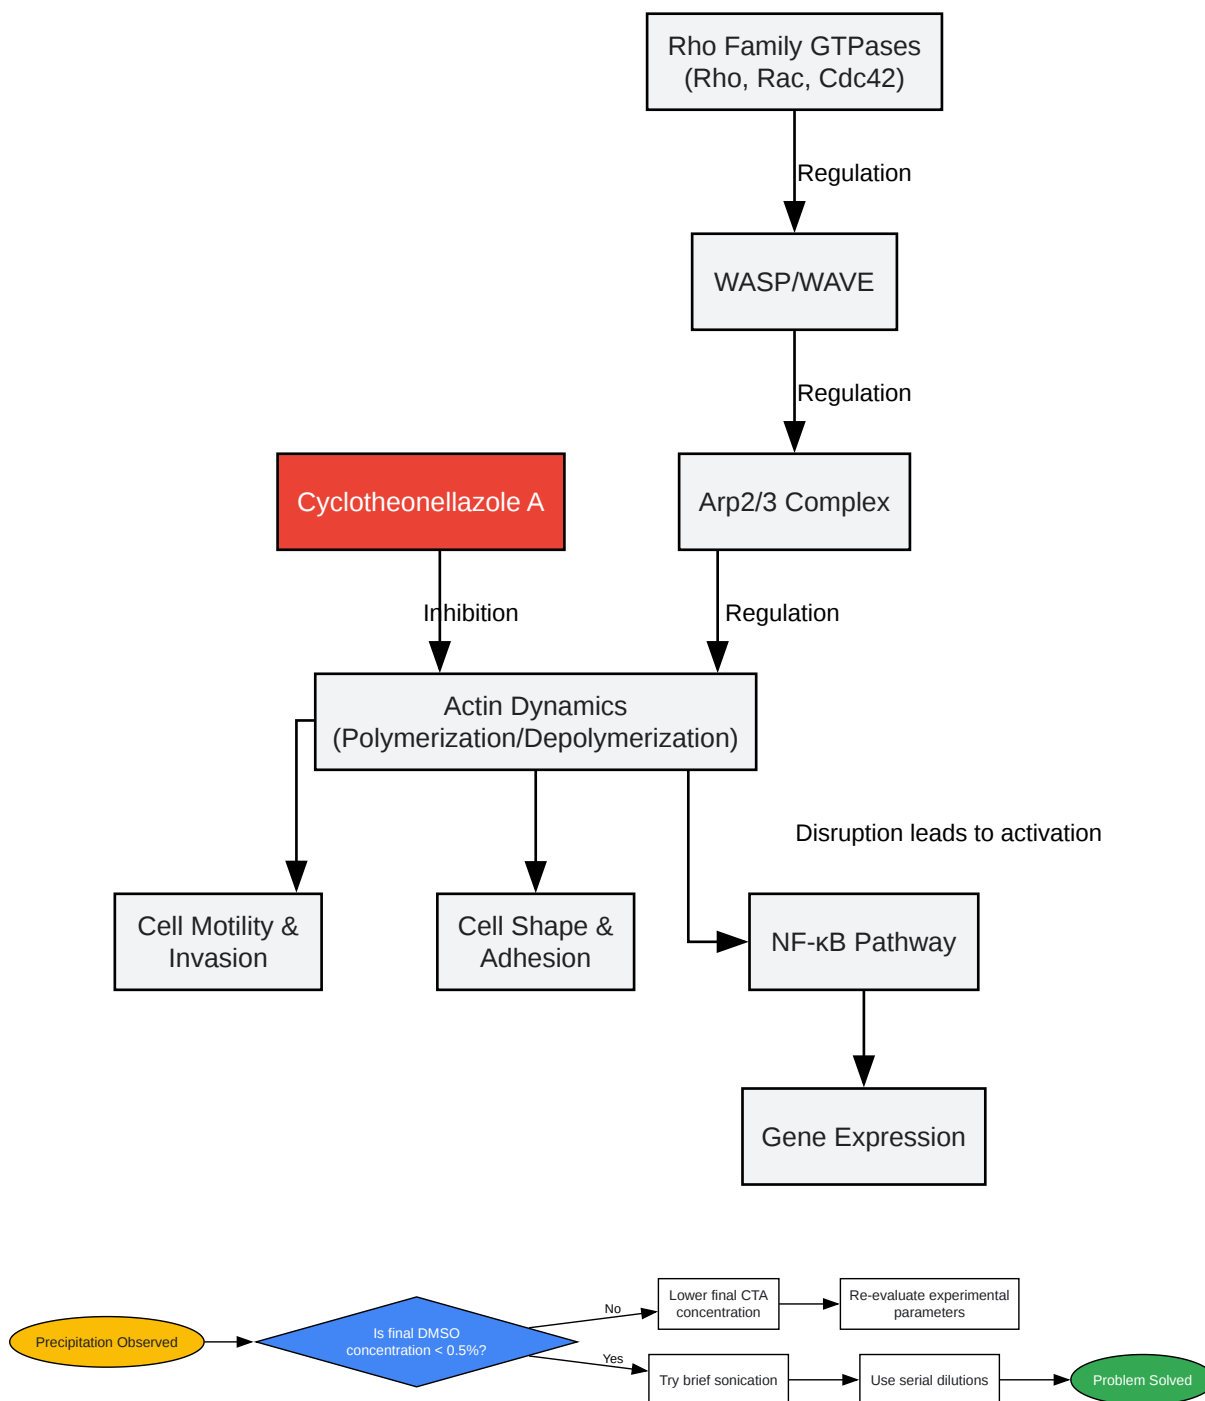 Rho Family GTPases
(Rho, Rac, Cdc42)
Regulation
WASP/WAVE
Regulation
Cyclotheonellazole A
Arp2/3 Complex
Inhibition
Regulation
Actin Dynamics
(Polymerization/Depolymerization)
Disruption leads to activation
Cell Motility &
Invasion
Cell Shape &
Adhesion
NF-κB Pathway
Gene Expression
Precipitation Observed
Is final DMSO
concentration < 0.5%?
No
Lower final CTA
concentration
Re-evaluate experimental
parameters
Yes
Try brief sonication
Use serial dilutions
Problem Solved